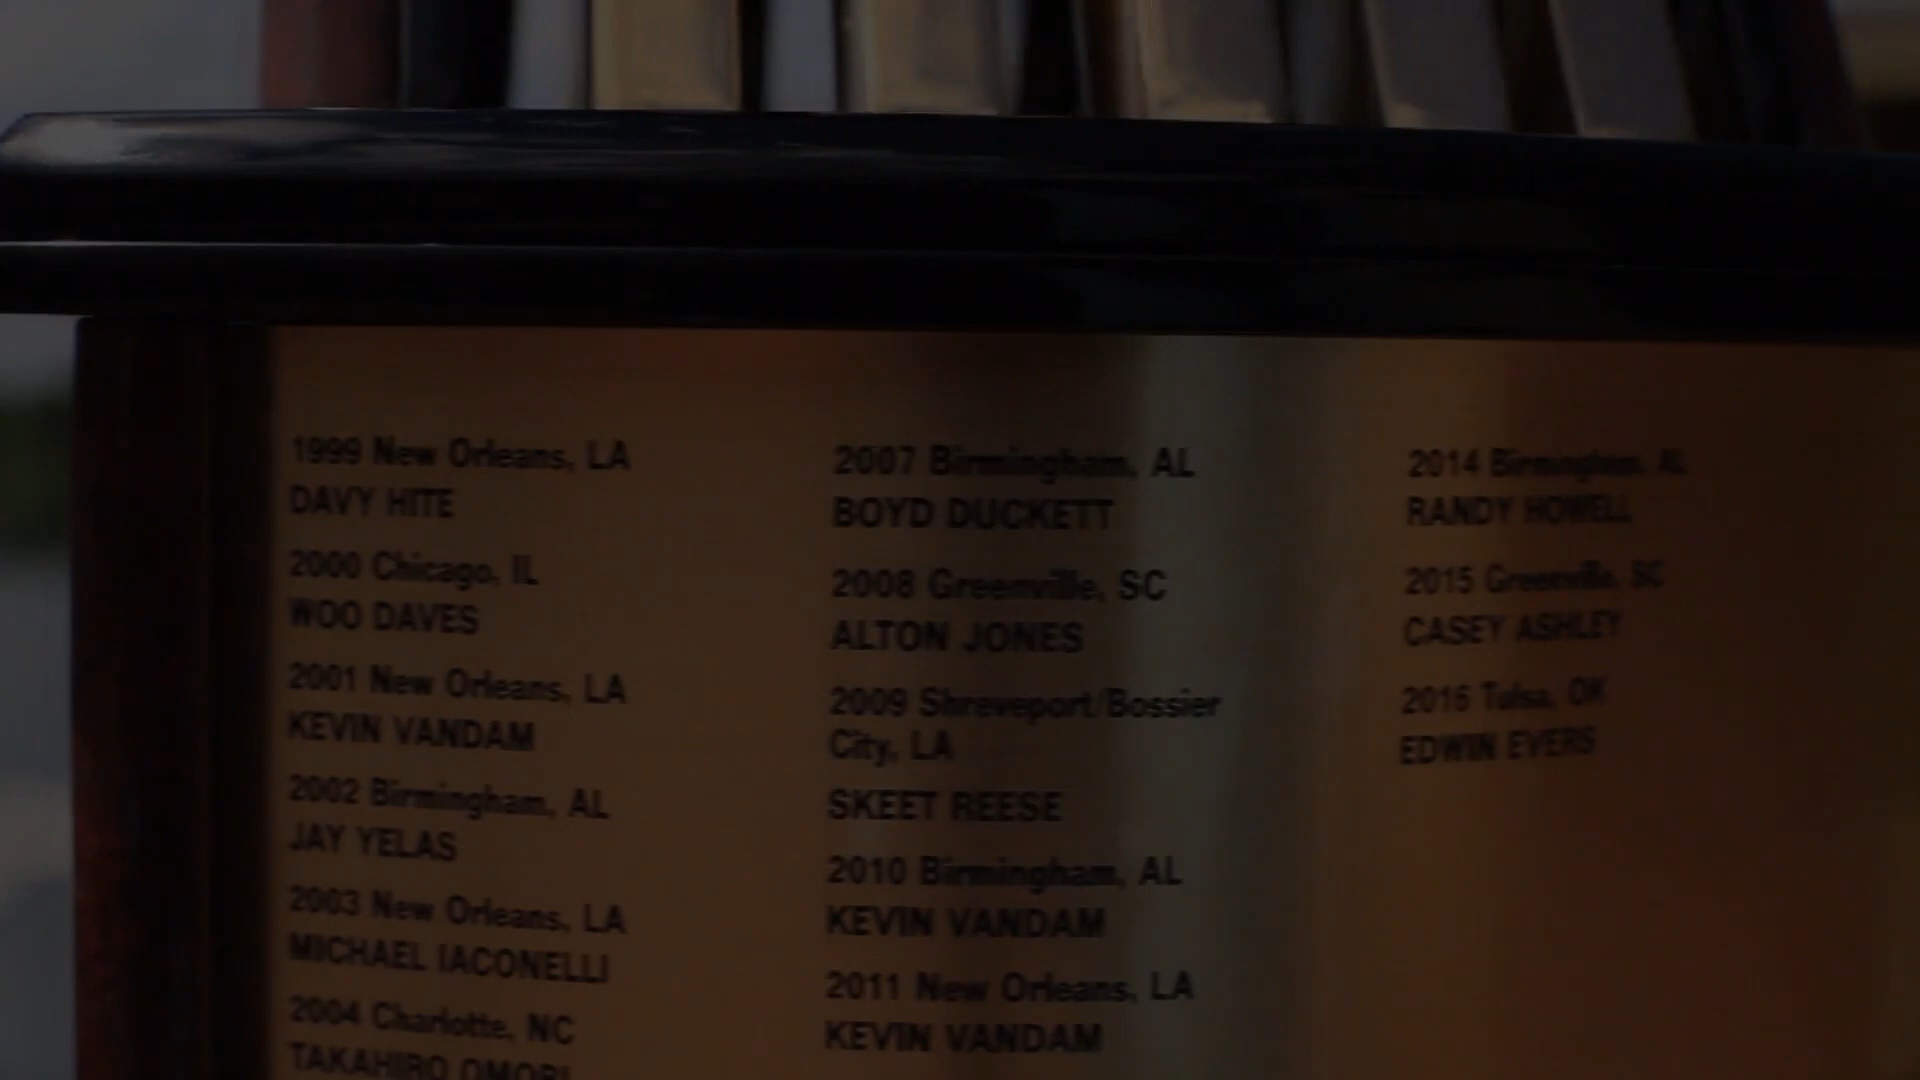 1999 New Orleans, LA
DAVY HITE
2000 Chicago, IL
WOO DAVES
2001 New Orleans, LA
KEVIN VANDAM
2002 Birmingham, AL
JAY YELAS
2003 New Orleans, LA
MICHAEL IACONELLI
2004 Charlotte, NC
TAKAHIRO OMORI
2007 Birmingham, AL
BOYD DUCKETT
2008 Greenville, SC
ALTON JONES
2009 Shreveport/Bossier
City, LA
SKEET REESE
2010 Birmingham, AL
KEVIN VANDAM
2011 New Orleans, LA
KEVIN VANDAM
2014 Birmingham, AL
RANDY HOWELL
2015 Greenville, SC
CASEY ASHLEY
2016 Tulsa, OK
EDWIN EVERS